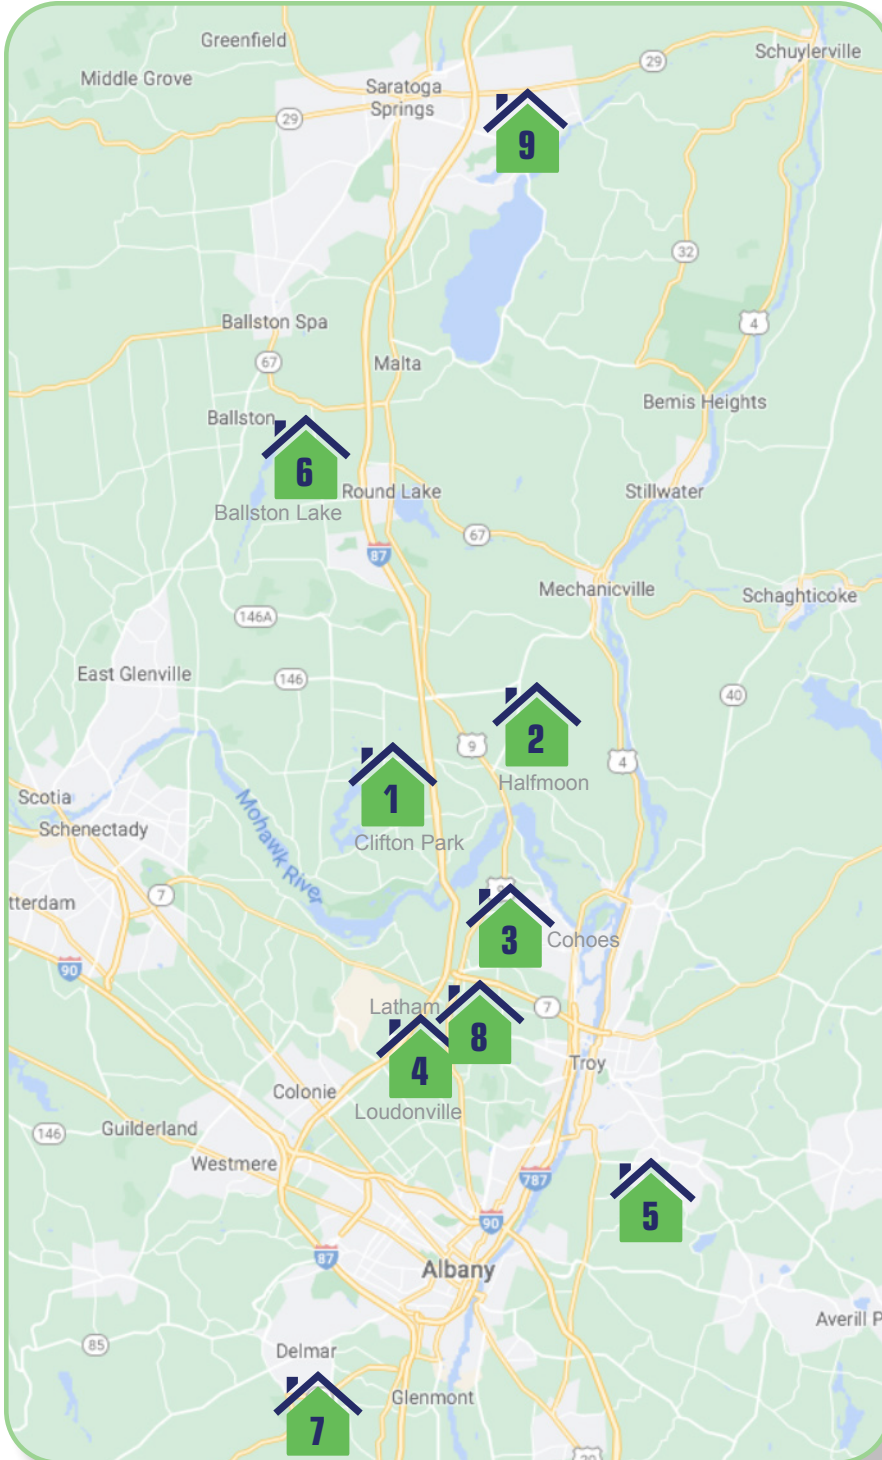 Greenfield
Schuylerville
29
Middle Grove
Saratoga
Springs
29
9
32
4
Ballston Spa
67
Malta
Bemis Heights
Ballston
6
Round Lake
Stillwater
Ballston Lake
67
87
Mechanicville
Schaghticoke
146A
East Glenville
146
40
2
9
4
Halfmoon
1
Scotia
Mohawk River
Schenectady
Clifton Park
7
tterdam
3
Cohoes
90
Latham
7
8
4
Troy
Colonie
Loudonville
146
Guilderland
Westmere
787
5
90
87
Albany
Averill P
85
Delmar
Glenmont
7